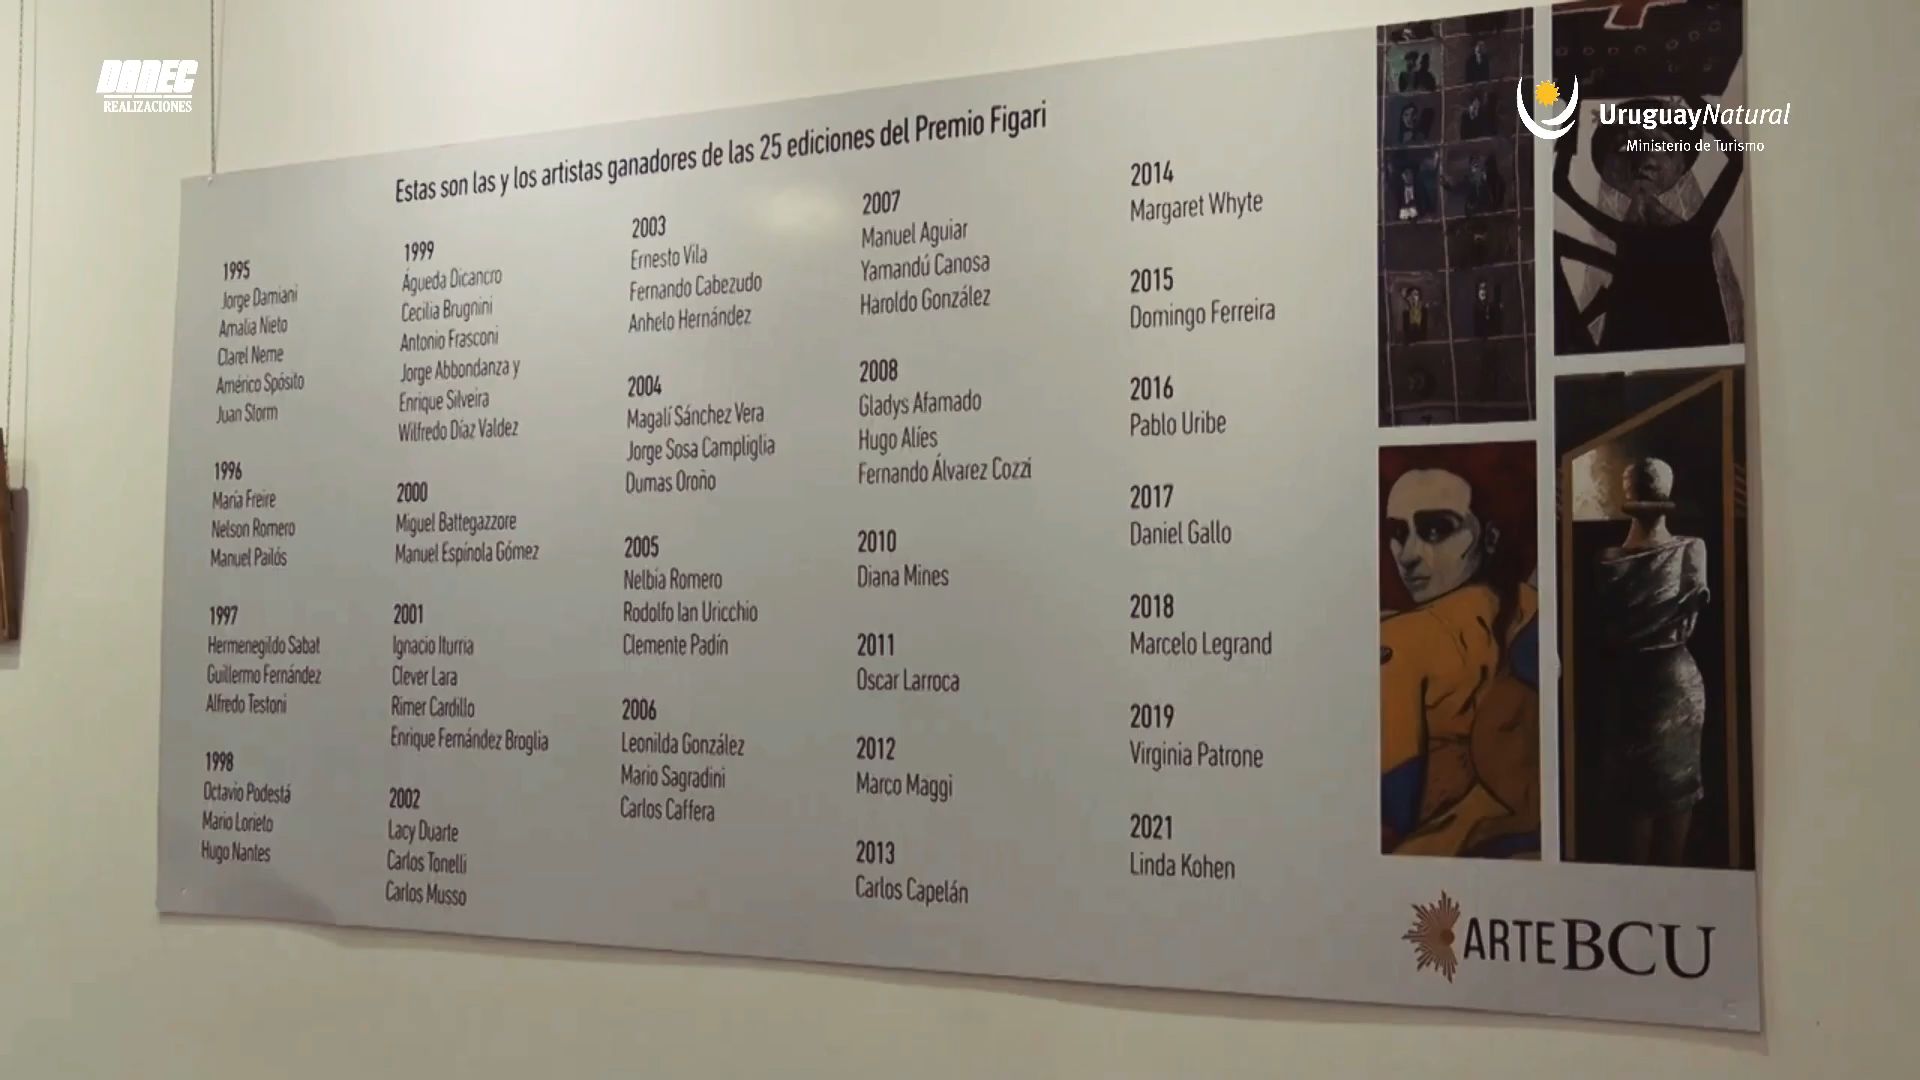 DANEC
REALIZACIONES
UruguayNatural
Ministerio de Turismo
Estas son las y los artistas ganadores de las 25 ediciones del Premio Figari
1995
Jorge Damiani
Amalia Nieto
Clarel Neme
Américo Spósito
Juan Storm
1996
María Freire
Nelson Romero
Manuel Pailós
1997
Hermenegildo Sabat
Guillermo Fernández
Alfredo Testoni
1998
Octavio Podestá
Mario Lorieto
Hugo Nantes
1999
Águeda Dicancro
Cecilia Brugnini
Antonio Frasconi
Jorge Abbondanza y
Enrique Silveira
Wilfredo Díaz Valdez
2000
Miguel Battegazzore
Manuel Espínola Gómez
2001
Ignacio Iturria
Clever Lara
Rimer Cardillo
Enrique Fernández Broglia
2002
Lacy Duarte
Carlos Tonelli
Carlos Musso
2003
Ernesto Vila
Fernando Cabezudo
Anhelo Hernández
2004
Magalí Sánchez Vera
Jorge Sosa Campliglia
Dumas Oroño
2005
Nelbia Romero
Rodolfo Ian Uricchio
Clemente Padín
2006
Leonilda González
Mario Sagradini
Carlos Caffera
2007
Manuel Aguiar
Yamandú Canosa
Haroldo González
2008
Gladys Afamado
Hugo Alíes
Fernando Álvarez Cozzi
2010
Diana Mines
2011
Oscar Larroca
2012
Marco Maggi
2013
Carlos Capelán
2014
Margaret Whyte
2015
Domingo Ferreira
2016
Pablo Uribe
2017
Daniel Gallo
2018
Marcelo Legrand
2019
Virginia Patrone
2021
Linda Kohen
ARTE BCU